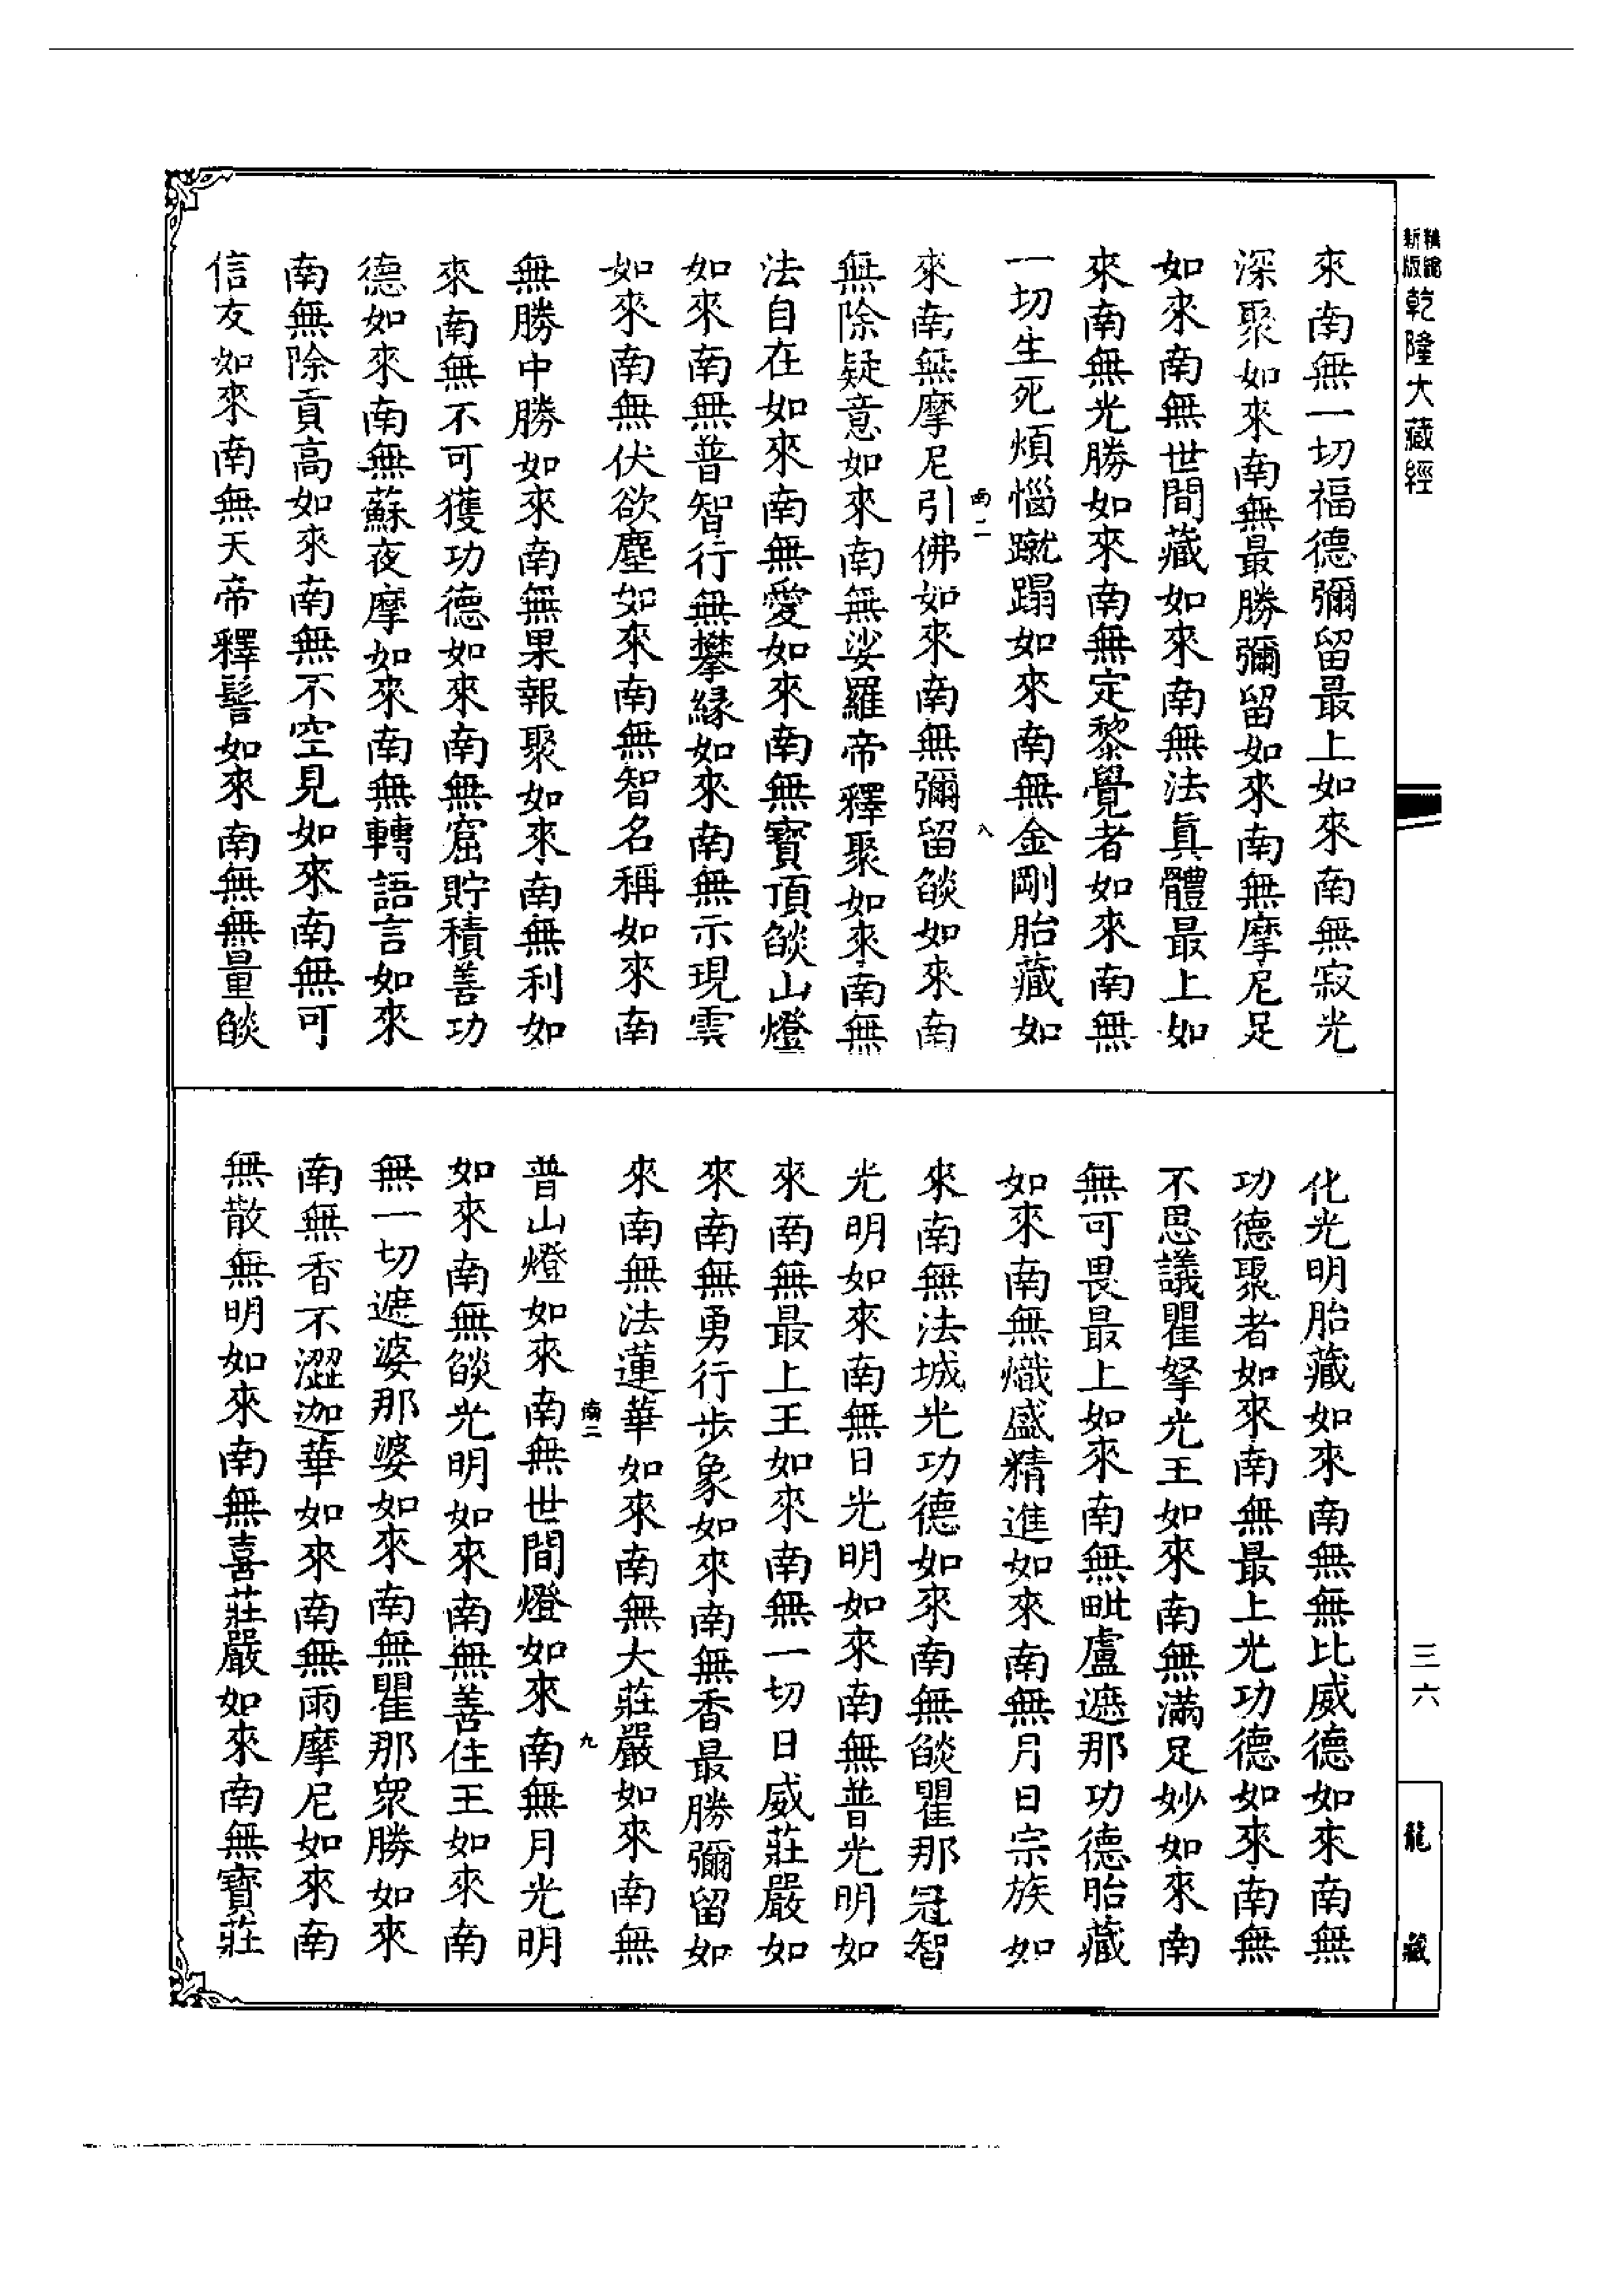 新版精縮乾隆大藏經
來南無一切福德彌留最上如來南無寂光
深聚如來南無最勝彌留如來南無摩尼足
如來南無世間藏如來南無法真體最上如
來南無光勝如來南無定黎覺者如來南無
一切生死煩惱蹴蹋如來南無金剛胎藏如
南二
八
來南無摩尼引佛如來南無彌留燄如來南
無除疑意如來南無娑羅帝釋聚如來南無
法自在如來南無愛如來南無寶頂燄山燈
如來南無普智行無攀緣如來南無示現雲
如來南無伏欲塵如來南無智名稱如來南
無勝中勝如來南無果報聚如來南無利如
來南無不可獲功德如來南無窟貯積善功
德如來南無蘇夜摩如來南無轉語言如來
南無除貢高如來南無不空見如來南無可
信友如來南無天帝釋髻如來南無無量燄
化光明胎藏如來南無無比威德如來南無
功德聚者如來南無最上光功德如來南無
不思議瞿拏光王如來南無滿足妙如來南
無可畏最上如來南無毗盧遮那功德胎藏
如來南無熾盛精進如來南無月日宗族如
來南無法城光功德如來南無燄瞿那冠智
光明如來南無日光明如來南無普光明如
來南無最上王如來南無一切日威莊嚴如
來南無勇行步象如來南無香最勝彌留如
來南無法蓮華如來南無大莊嚴如來南無
南二
九
普山燈如來南無世間燈如來南無月光明
如來南無燄光明如來南無善住王如來南
無一切遮婆那婆如來南無瞿那眾勝如來
南無香不澀迦華如來南無雨摩尼如來南
無散無明如來南無喜莊嚴如來南無寶莊
三六
龍藏